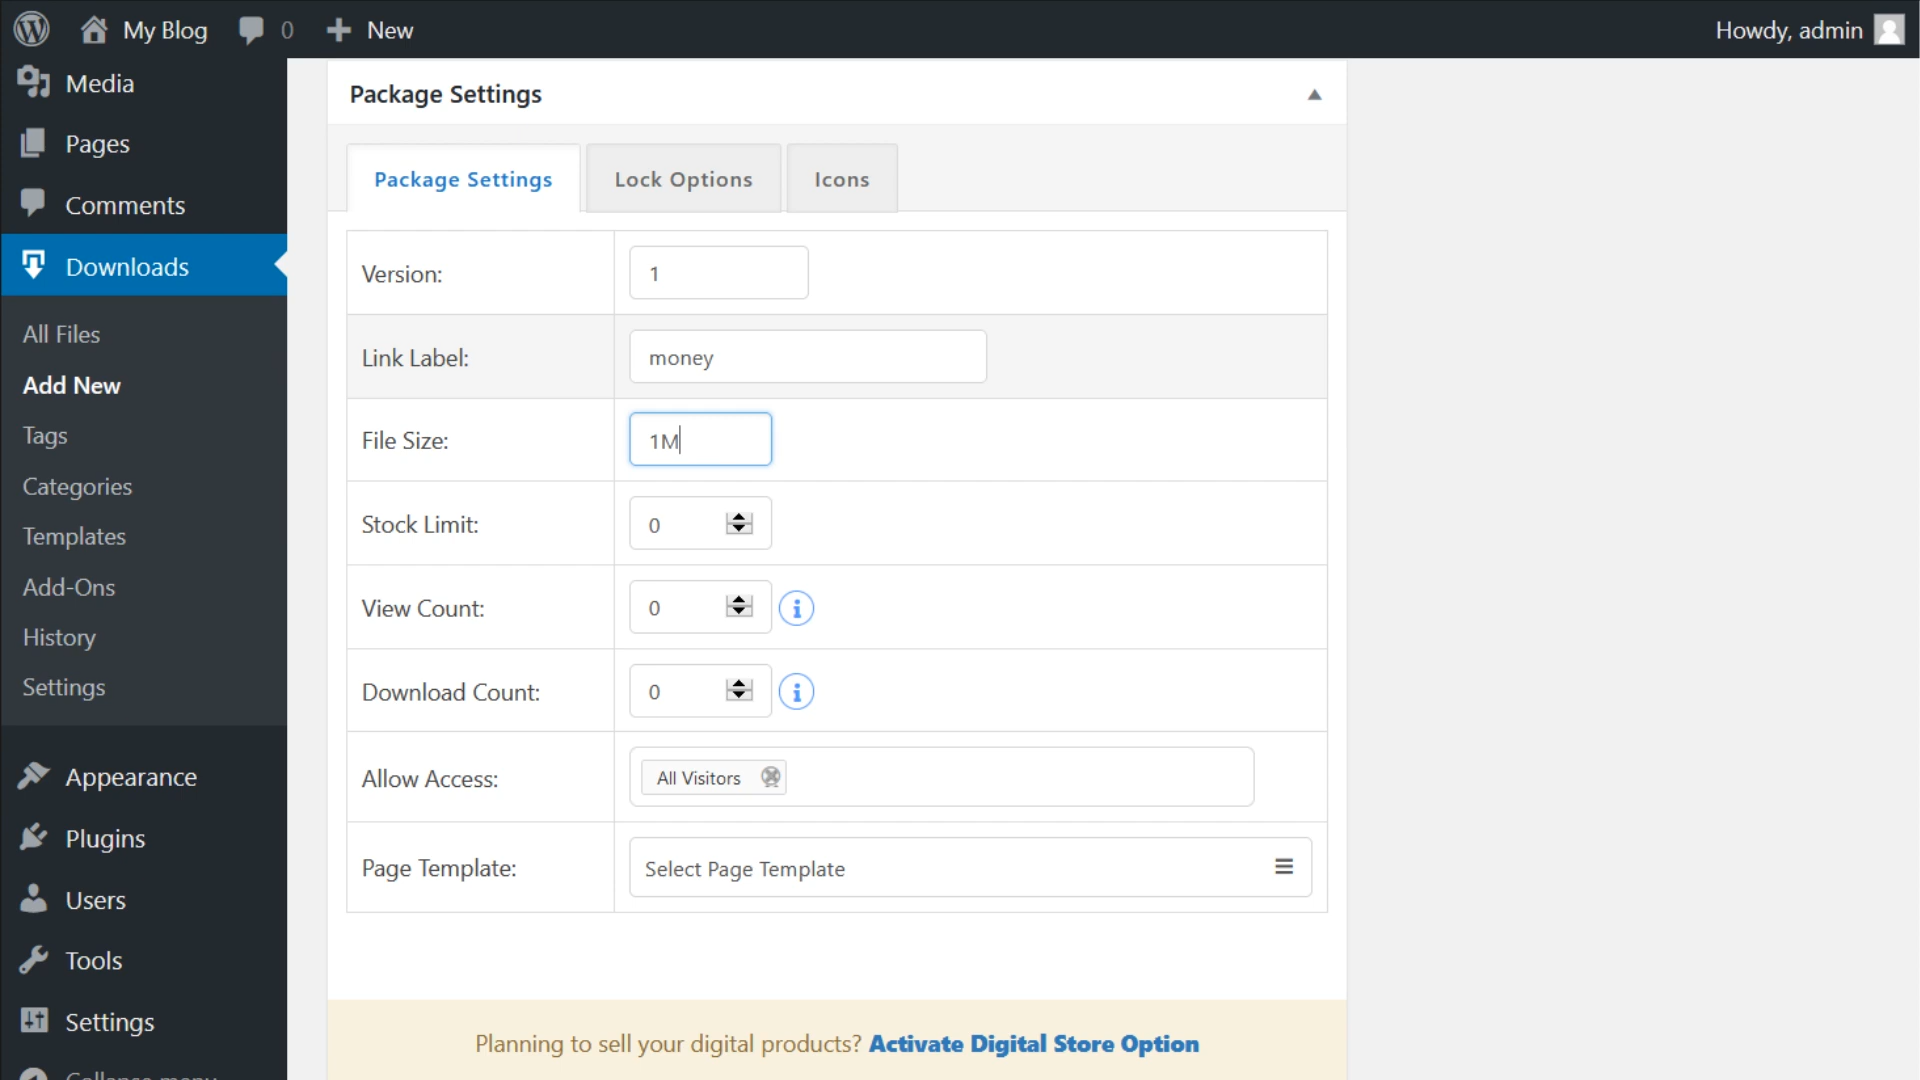 My Blog 0 New Howdy, admin
Media
Pages
Comments
Downloads
All Files
Add New
Tags
Categories
Templates
Add-Ons
History
Settings
Appearance
Plugins
Users
Tools
Settings
Collapse menu
Package Settings
Package Settings Lock Options Icons
Version: 1
Link Label: money
File Size: 1M
Stock Limit: 0
View Count: 0
Download Count: 0
Allow Access: All Visitors
Page Template: Select Page Template
Planning to sell your digital products? Activate Digital Store Option